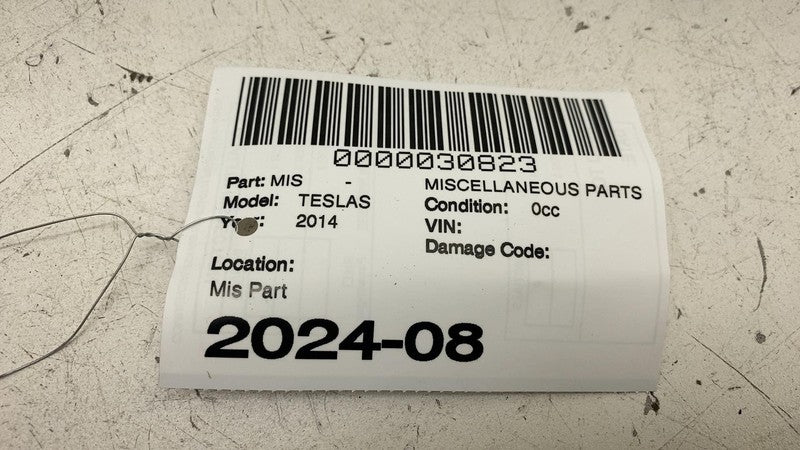 0000030823
Part: MIS - MISCELLANEOUS PARTS
Model: TESLAS Condition: 0cc
2014 VIN:
Damage Code:
Location:
Mis Part
2024-08